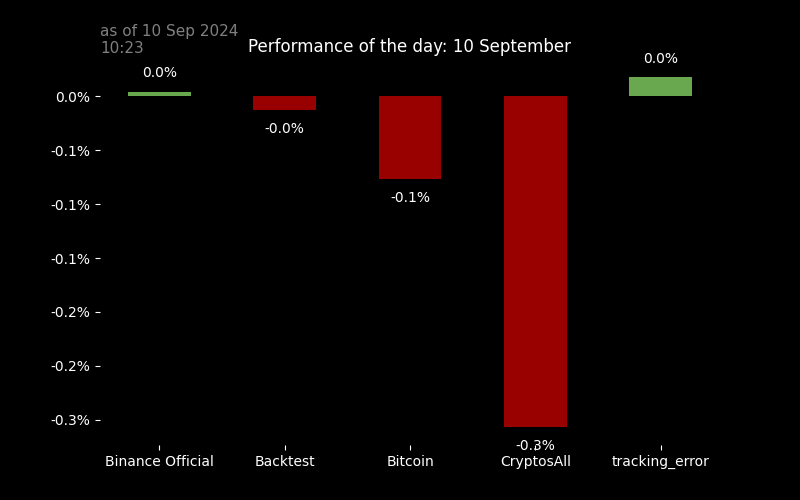 as of 10 Sep 2024
10:23
Performance of the day: 10 September
0.0%
0.0%
0.0%
-0.0%
-0.1%
-0.1%
-0.1%
-0.1%
-0.2%
-0.2%
-0.3%
-0.3%
Binance Official
Backtest
Bitcoin
CryptosAll
tracking_error